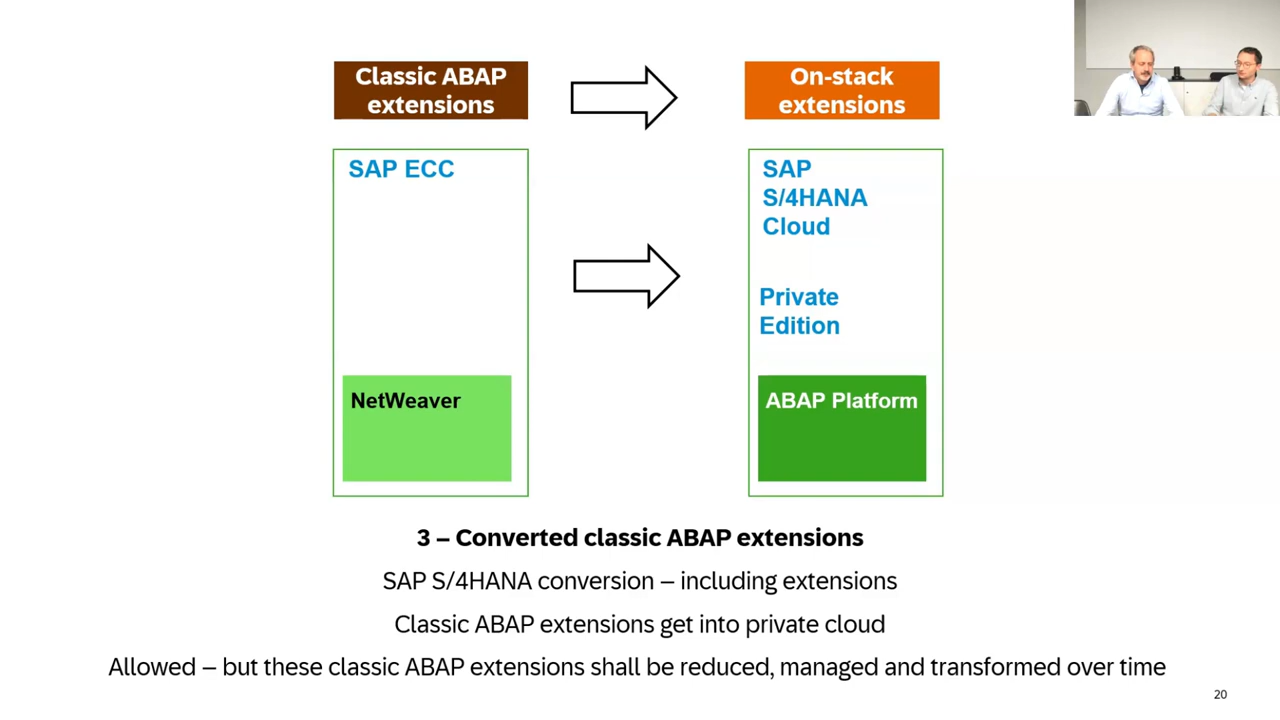 Classic ABAP
extensions
On-stack
extensions
SAP ECC
SAP
S/4HANA
Cloud
Private
Edition
NetWeaver
ABAP Platform
3 – Converted classic ABAP extensions
SAP S/4HANA conversion – including extensions
Classic ABAP extensions get into private cloud
Allowed – but these classic ABAP extensions shall be reduced, managed and transformed over time
20